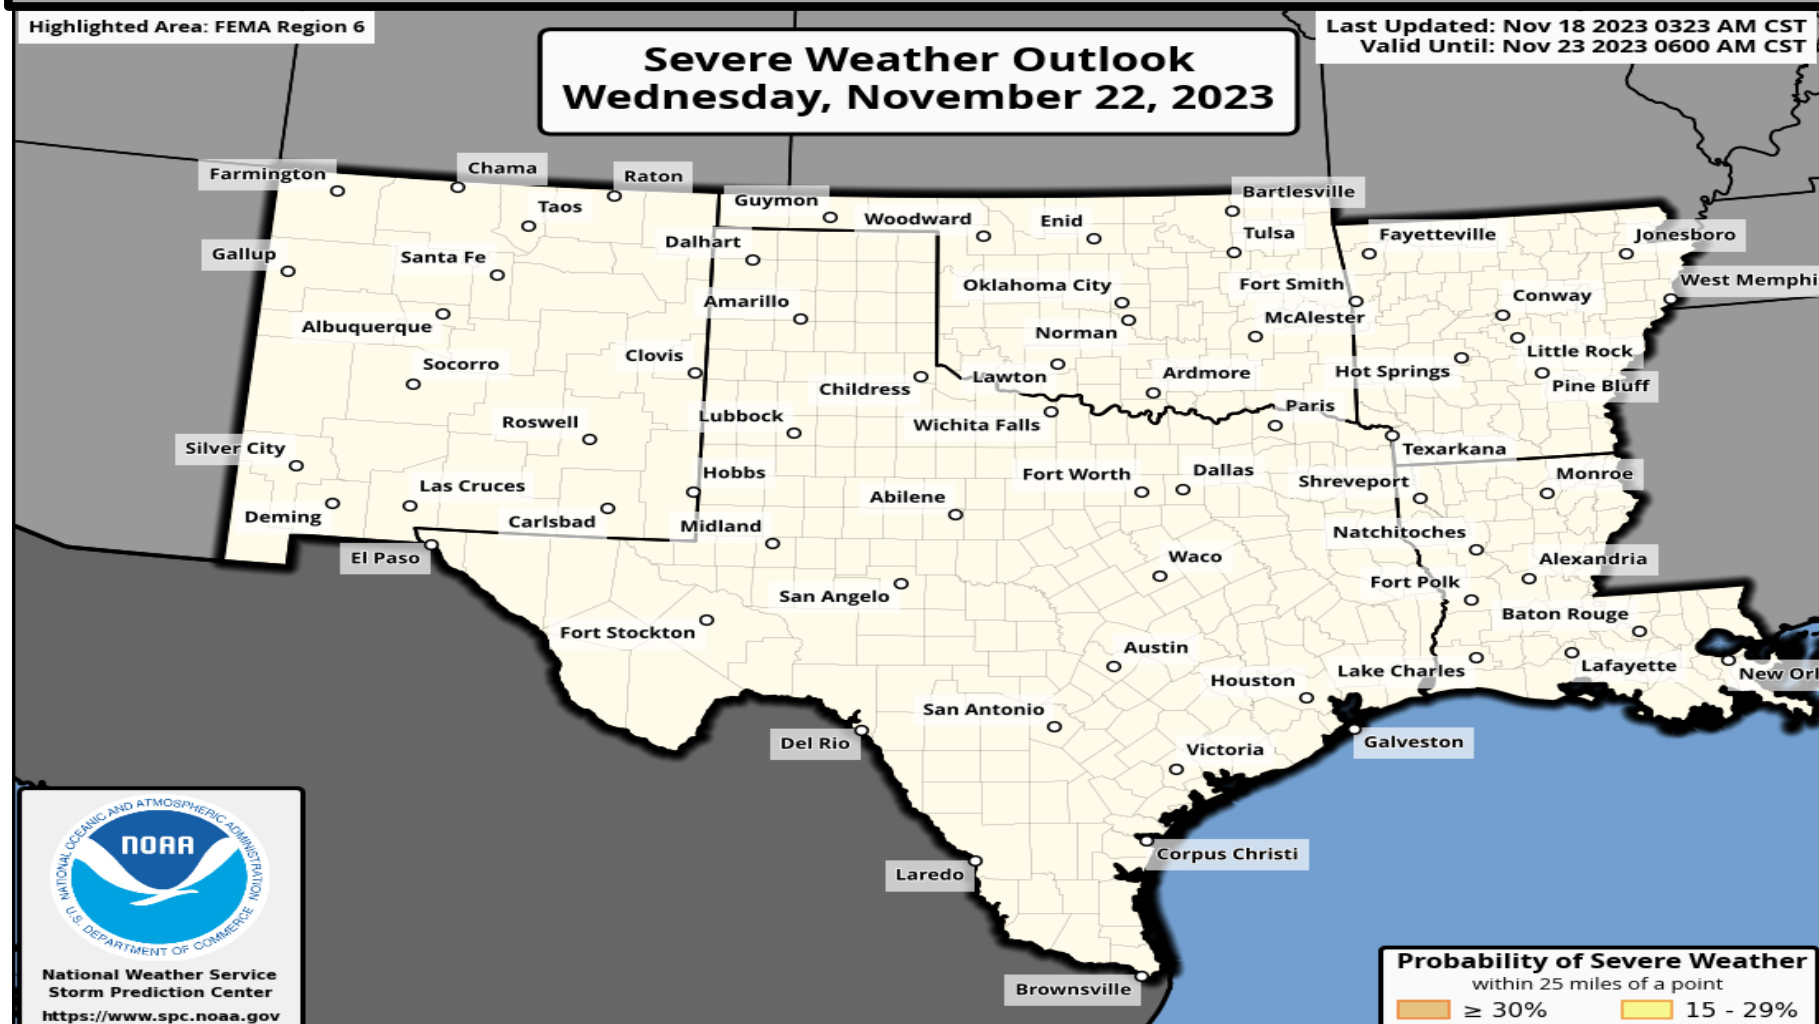 Highlighted Area: FEMA Region 6
Severe Weather Outlook
Wednesday, November 22, 2023
Last Updated: Nov 18 2023 0323 AM CST
Valid Until: Nov 23 2023 0600 AM CST
Farmington
Chama
Raton
Taos
Guymon
Woodward
Enid
Bartlesville
Tulsa
Fayetteville
Jonesboro
Gallup
Santa Fe
Dalhart
Oklahoma City
Fort Smith
Conway
West Memphi
Albuquerque
Amarillo
Norman
McAlester
Little Rock
Socorro
Clovis
Childress
Lawton
Ardmore
Hot Springs
Pine Bluff
Roswell
Lubbock
Wichita Falls
Paris
Texarkana
Silver City
Las Cruces
Hobbs
Abilene
Fort Worth
Dallas
Shreveport
Monroe
Deming
Carlsbad
Midland
Natchitoches
El Paso
Waco
Alexandria
San Angelo
Fort Polk
Fort Stockton
Baton Rouge
Austin
Houston
Lake Charles
Lafayette
New Orl
San Antonio
Del Rio
Victoria
Galveston
Laredo
Corpus Christi
Brownsville
NATIONAL OCEANIC AND ATMOSPHERIC ADMINISTRATION
NOAA
U.S. DEPARTMENT OF COMMERCE
National Weather Service
Storm Prediction Center
https://www.spc.noaa.gov
Probability of Severe Weather
within 25 miles of a point
≥ 30%
15 - 29%